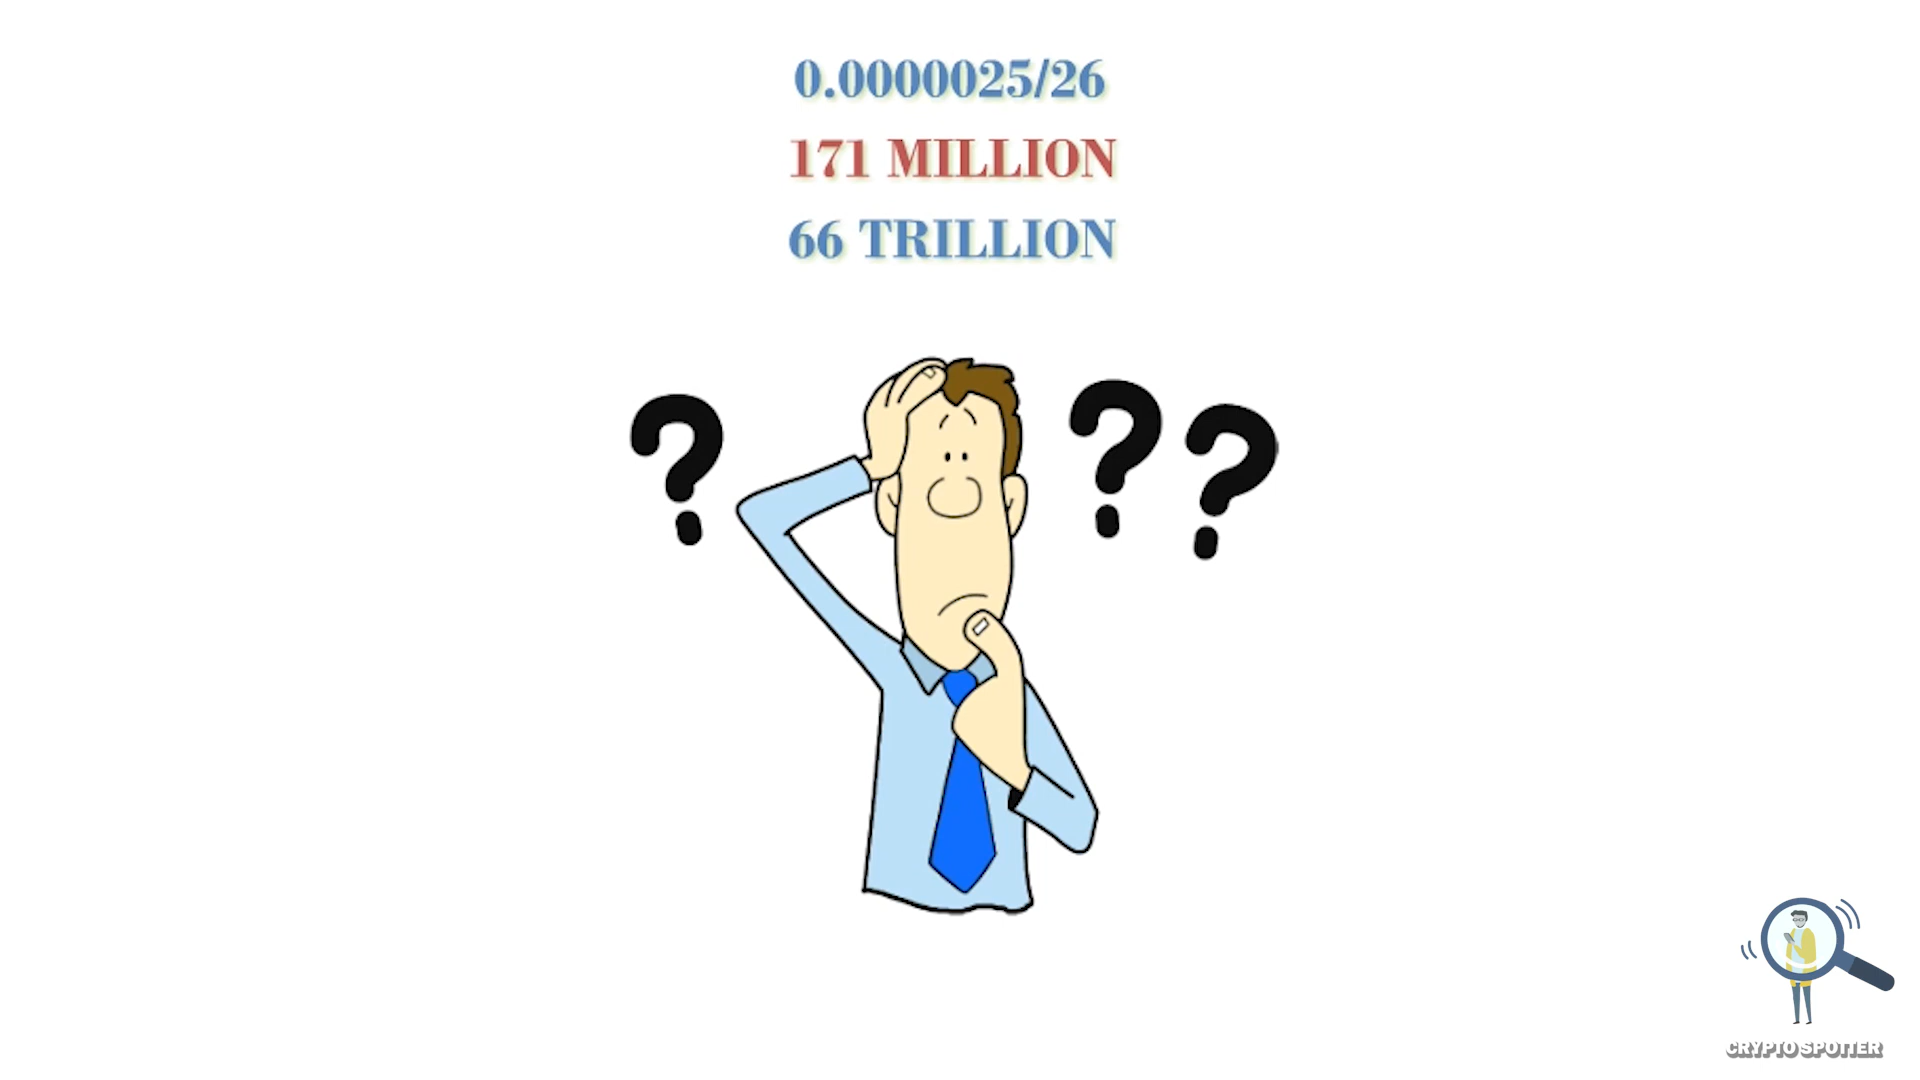 0.0000025/26
171 MILLION
66 TRILLION
? ? ?
CRYPTO SPOTTER